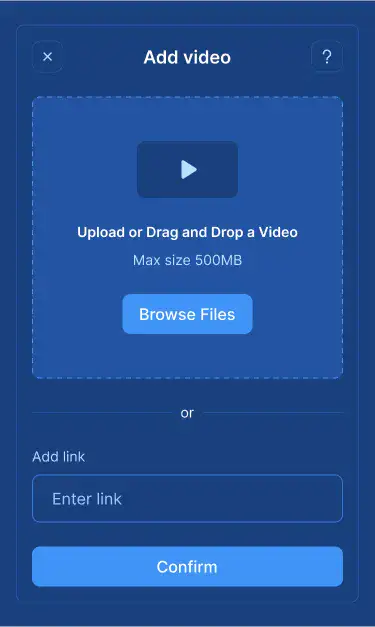 ×
Add video
?
Upload or Drag and Drop a Video
Max size 500MB
Browse Files
or
Add link
Enter link
Confirm